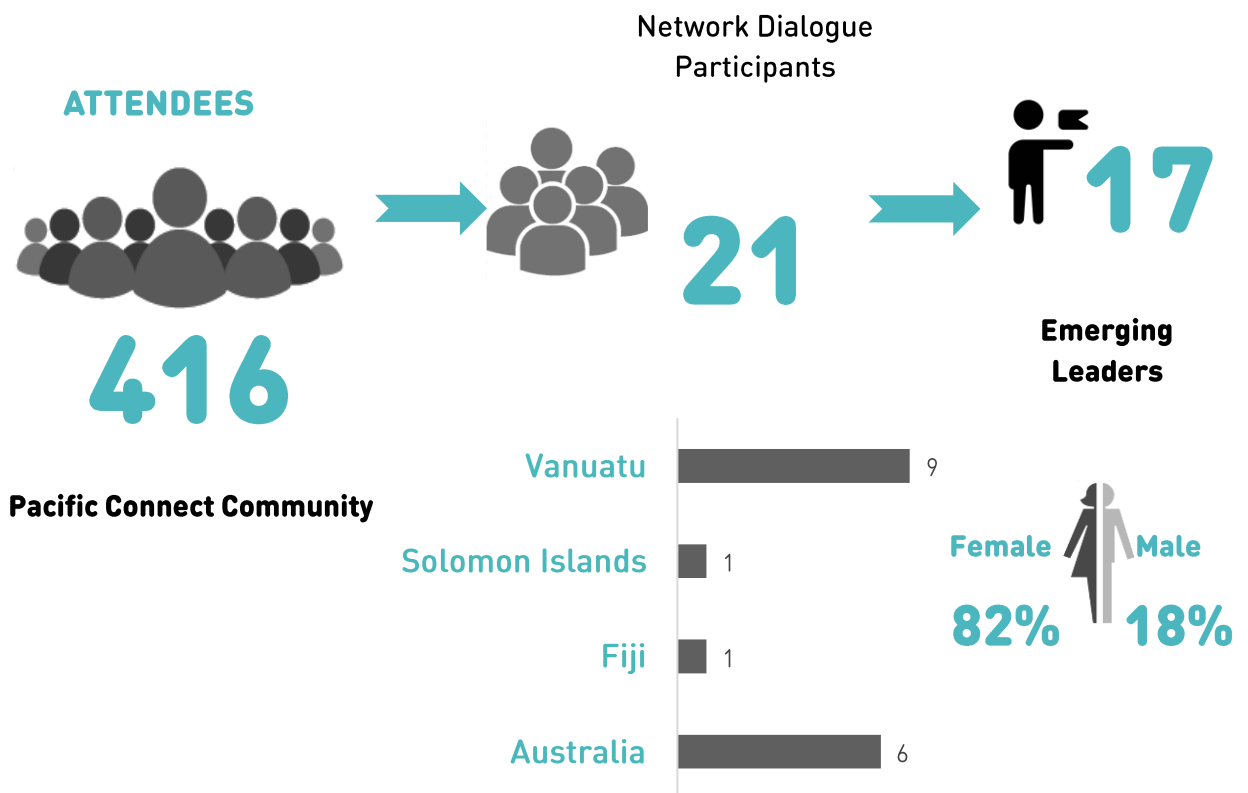 ATTENDEES
416
Pacific Connect Community
Network Dialogue
Participants
21
17
Emerging
Leaders
Vanuatu 9
Solomon Islands 1
Fiji 1
Australia 6
Female Male
82% 18%